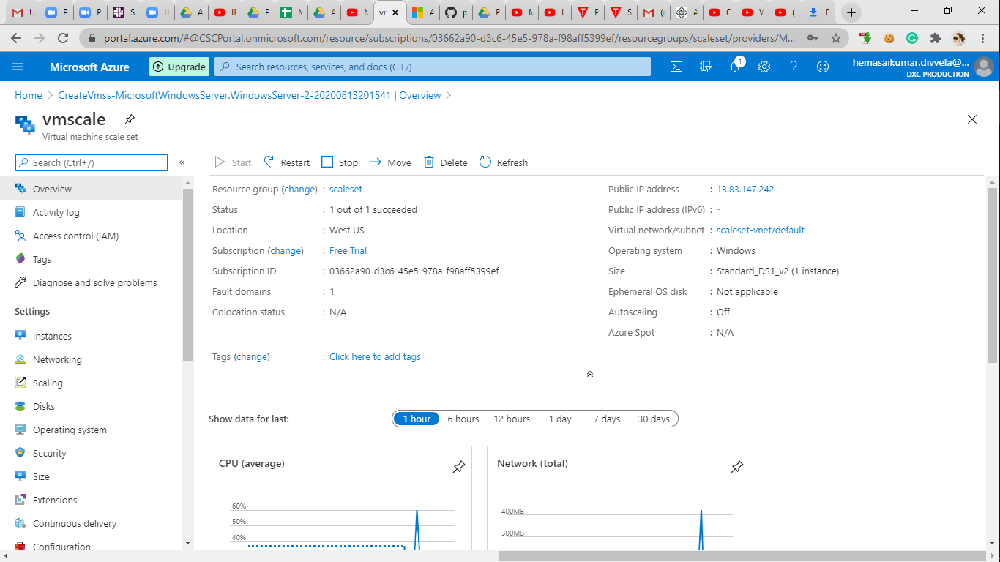 U P P S H A IF P M A M vr A p P M H P S ( A C W ( D
portal.azure.com/#@CSCPortal.onmicrosoft.com/resource/subscriptions/03662a90-d3c6-45e5-978a-f98aff5399ef/resourcegroups/scaleset/providers/M...
Microsoft Azure Upgrade Search resources, services, and docs (G+/) 1 hemasaikumar.divvela@...
DXC PRODUCTION
Home > CreateVmss-MicrosoftWindowsServer.WindowsServer-2-20200813201541 | Overview >
vmscale
Virtual machine scale set
Search (Ctrl+/) «
Start Restart Stop Move Delete Refresh
Overview
Activity log
Access control (IAM)
Tags
Diagnose and solve problems
Settings
Instances
Networking
Scaling
Disks
Operating system
Security
Size
Extensions
Continuous delivery
Configuration
Resource group (change) : scaleset
Status : 1 out of 1 succeeded
Location : West US
Subscription (change) : Free Trial
Subscription ID : 03662a90-d3c6-45e5-978a-f98aff5399ef
Fault domains : 1
Colocation status : N/A
Public IP address : 13.83.147.242
Public IP address (IPv6) : -
Virtual network/subnet : scaleset-vnet/default
Operating system : Windows
Size : Standard_DS1_v2 (1 instance)
Ephemeral OS disk : Not applicable
Autoscaling : Off
Azure Spot : N/A
Tags (change) : Click here to add tags
Show data for last: 1 hour 6 hours 12 hours 1 day 7 days 30 days
CPU (average)
60%
50%
40%
Network (total)
400MB
300MB